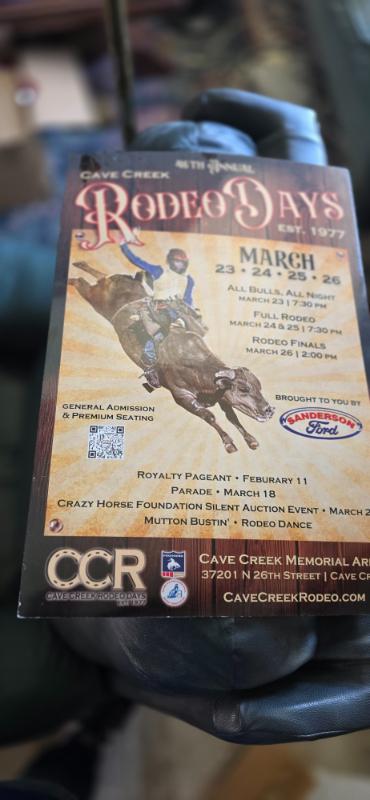 46TH ANNUAL
CAVE CREEK
RODEO DAYS
EST. 1977
MARCH
23 • 24 • 25 • 26
ALL BULLS, ALL NIGHT
MARCH 23 | 7:30 PM
FULL RODEO
MARCH 24 & 25 | 7:30 PM
RODEO FINALS
MARCH 26 | 2:00 PM
GENERAL ADMISSION
& PREMIUM SEATING
BROUGHT TO YOU BY
SANDERSON
Ford
ROYALTY PAGEANT • FEBURARY 11
PARADE • MARCH 18
CRAZY HORSE FOUNDATION SILENT AUCTION EVENT • MARCH 2
MUTTON BUSTIN' • RODEO DANCE
CCR
CAVE CREEK RODEO DAYS
EST. 1977
CAVE CREEK MEMORIAL
37201 N 26TH STREET | CAVE
CAVECREEKRODEO.COM